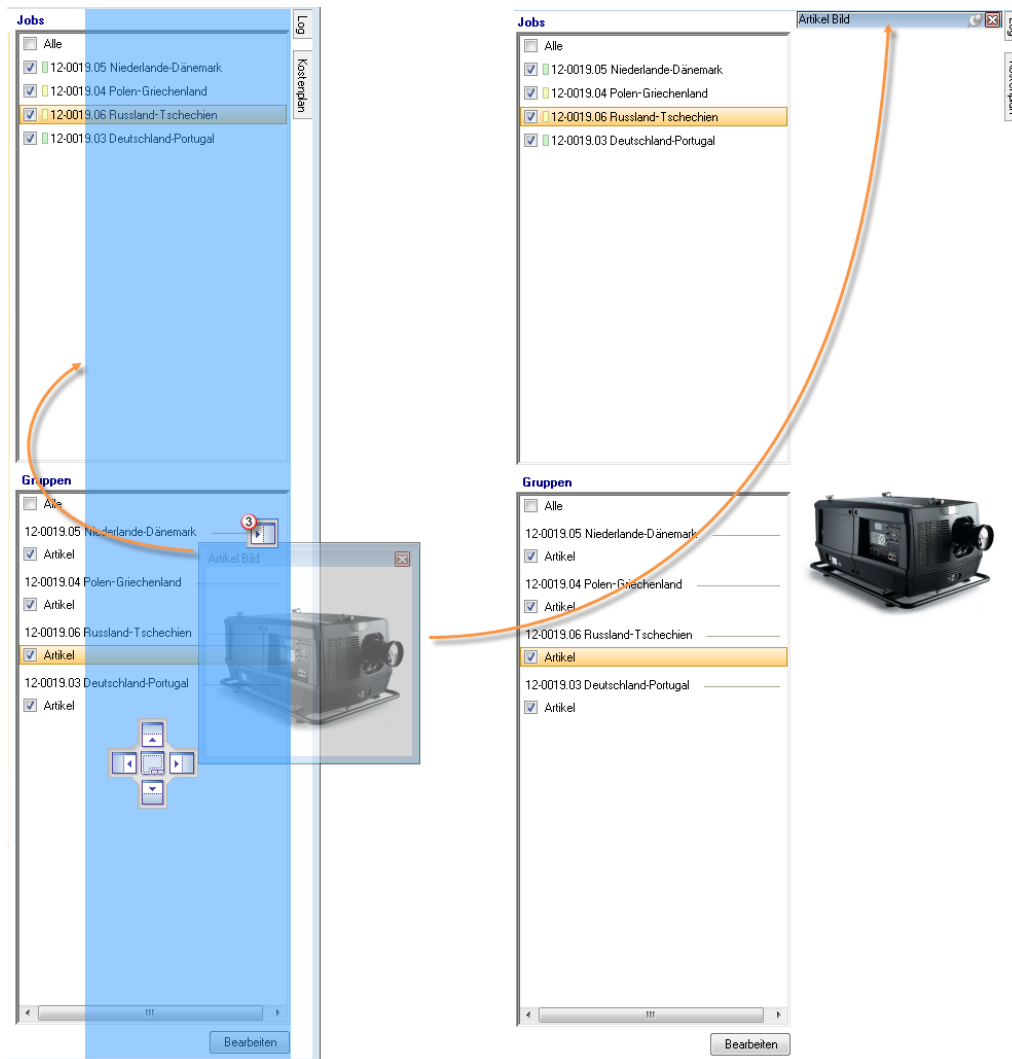 Jobs
Alle
12-0019.05 Niederlande-Dänemark
12-0019.04 Polen-Griechenland
12-0019.06 Russland-Tschechien
12-0019.03 Deutschland-Portugal
Log
Kostenplan
Gruppen
Alle
12-0019.05 Niederlande-Dänemark
3
Artikel
Artikel Bild
12-0019.04 Polen-Griechenland
Artikel
12-0019.06 Russland-Tschechien
Artikel
12-0019.03 Deutschland-Portugal
Artikel
Bearbeiten
Jobs
Alle
12-0019.05 Niederlande-Dänemark
12-0019.04 Polen-Griechenland
12-0019.06 Russland-Tschechien
12-0019.03 Deutschland-Portugal
Artikel Bild
Log
Kostenplan
Gruppen
Alle
12-0019.05 Niederlande-Dänemark
Artikel
12-0019.04 Polen-Griechenland
Artikel
12-0019.06 Russland-Tschechien
Artikel
12-0019.03 Deutschland-Portugal
Artikel
Bearbeiten